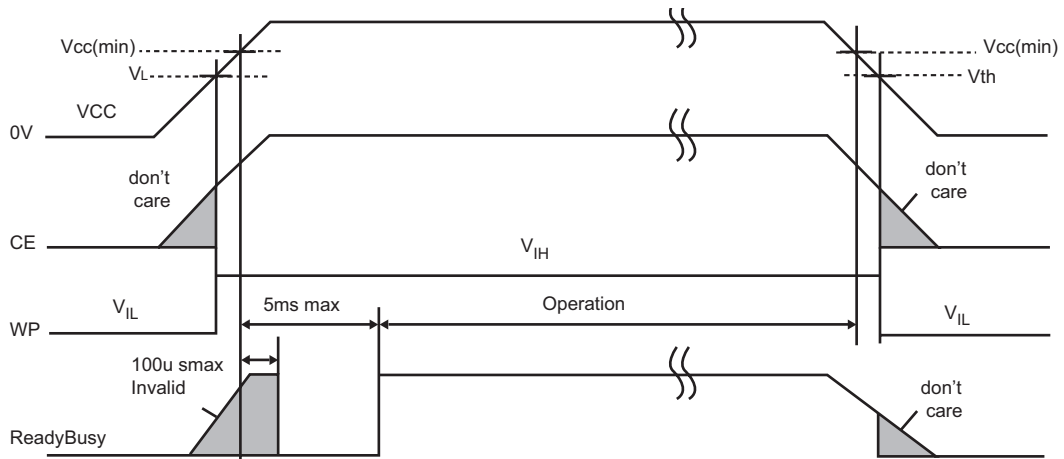 Vcc(min)
Vcc(min)
VL
Vth
VCC
0V
don't
care
don't
care
CE
VIH
VIL
5ms max
Operation
VIL
WP
100u smax
Invalid
don't
care
ReadyBusy